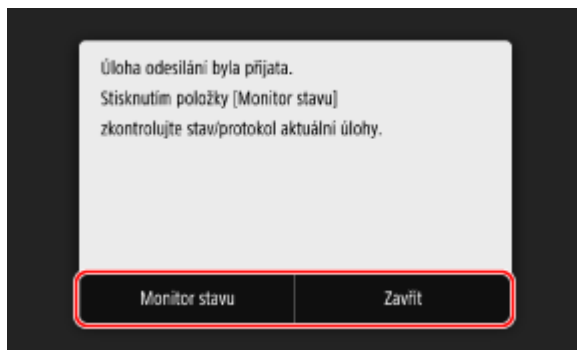 Úloha odesílání byla přijata.
Stisknutím položky [Monitor stavu]
zkontrolujte stav/protokol aktuální úlohy.
Monitor stavu
Zavřít